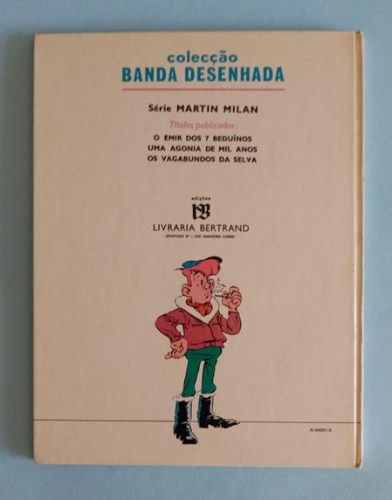 colecção
BANDA DESENHADA
Série MARTIN MILAN
Títulos publicados:
O EMIR DOS 7 BEDUÍNOS
UMA AGONIA DE MIL ANOS
OS VAGABUNDOS DA SELVA
edições
LIVRARIA BERTRAND